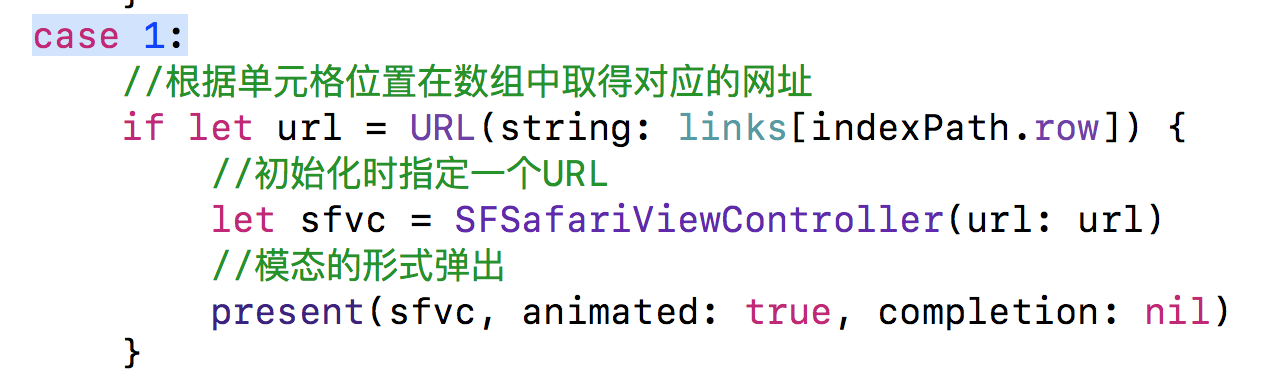 }
case 1:
//根据单元格位置在数组中取得对应的网址
if let url = URL(string: links[indexPath.row]) {
//初始化时指定一个URL
let sfvc = SFSafariViewController(url: url)
//模态的形式弹出
present(sfvc, animated: true, completion: nil)
}